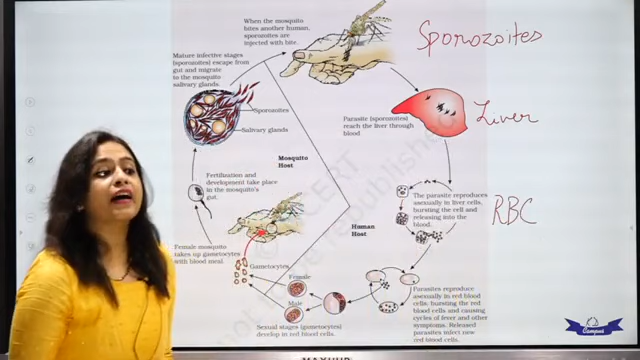 When the mosquito
bites another human,
sporozoites are
injected with bite.
Sporozoites
Mature infective stages
(sporozoites) escape from
gut and migrate
to the mosquito
salivary glands.
Sporozoites
Salivary glands
Parasite (sporozoites)
reach the liver through
blood
Liver
Mosquito
Host
Fertilization and
development take place
in the mosquito's
gut.
The parasite reproduces
asexually in liver cells,
bursting the cell and
releasing into the
blood.
RBC
Human
Host
Female mosquito
takes up gametocytes
with blood meal.
Gametocytes
Female
Male
Sexual stages (gametocytes)
develop in red blood cells.
Parasites reproduce
asexually in red blood
cells, bursting the red
blood cells and causing
cycles of fever and other
symptoms. Released
parasites infect new
red blood cells.
Campus
MAXHUB